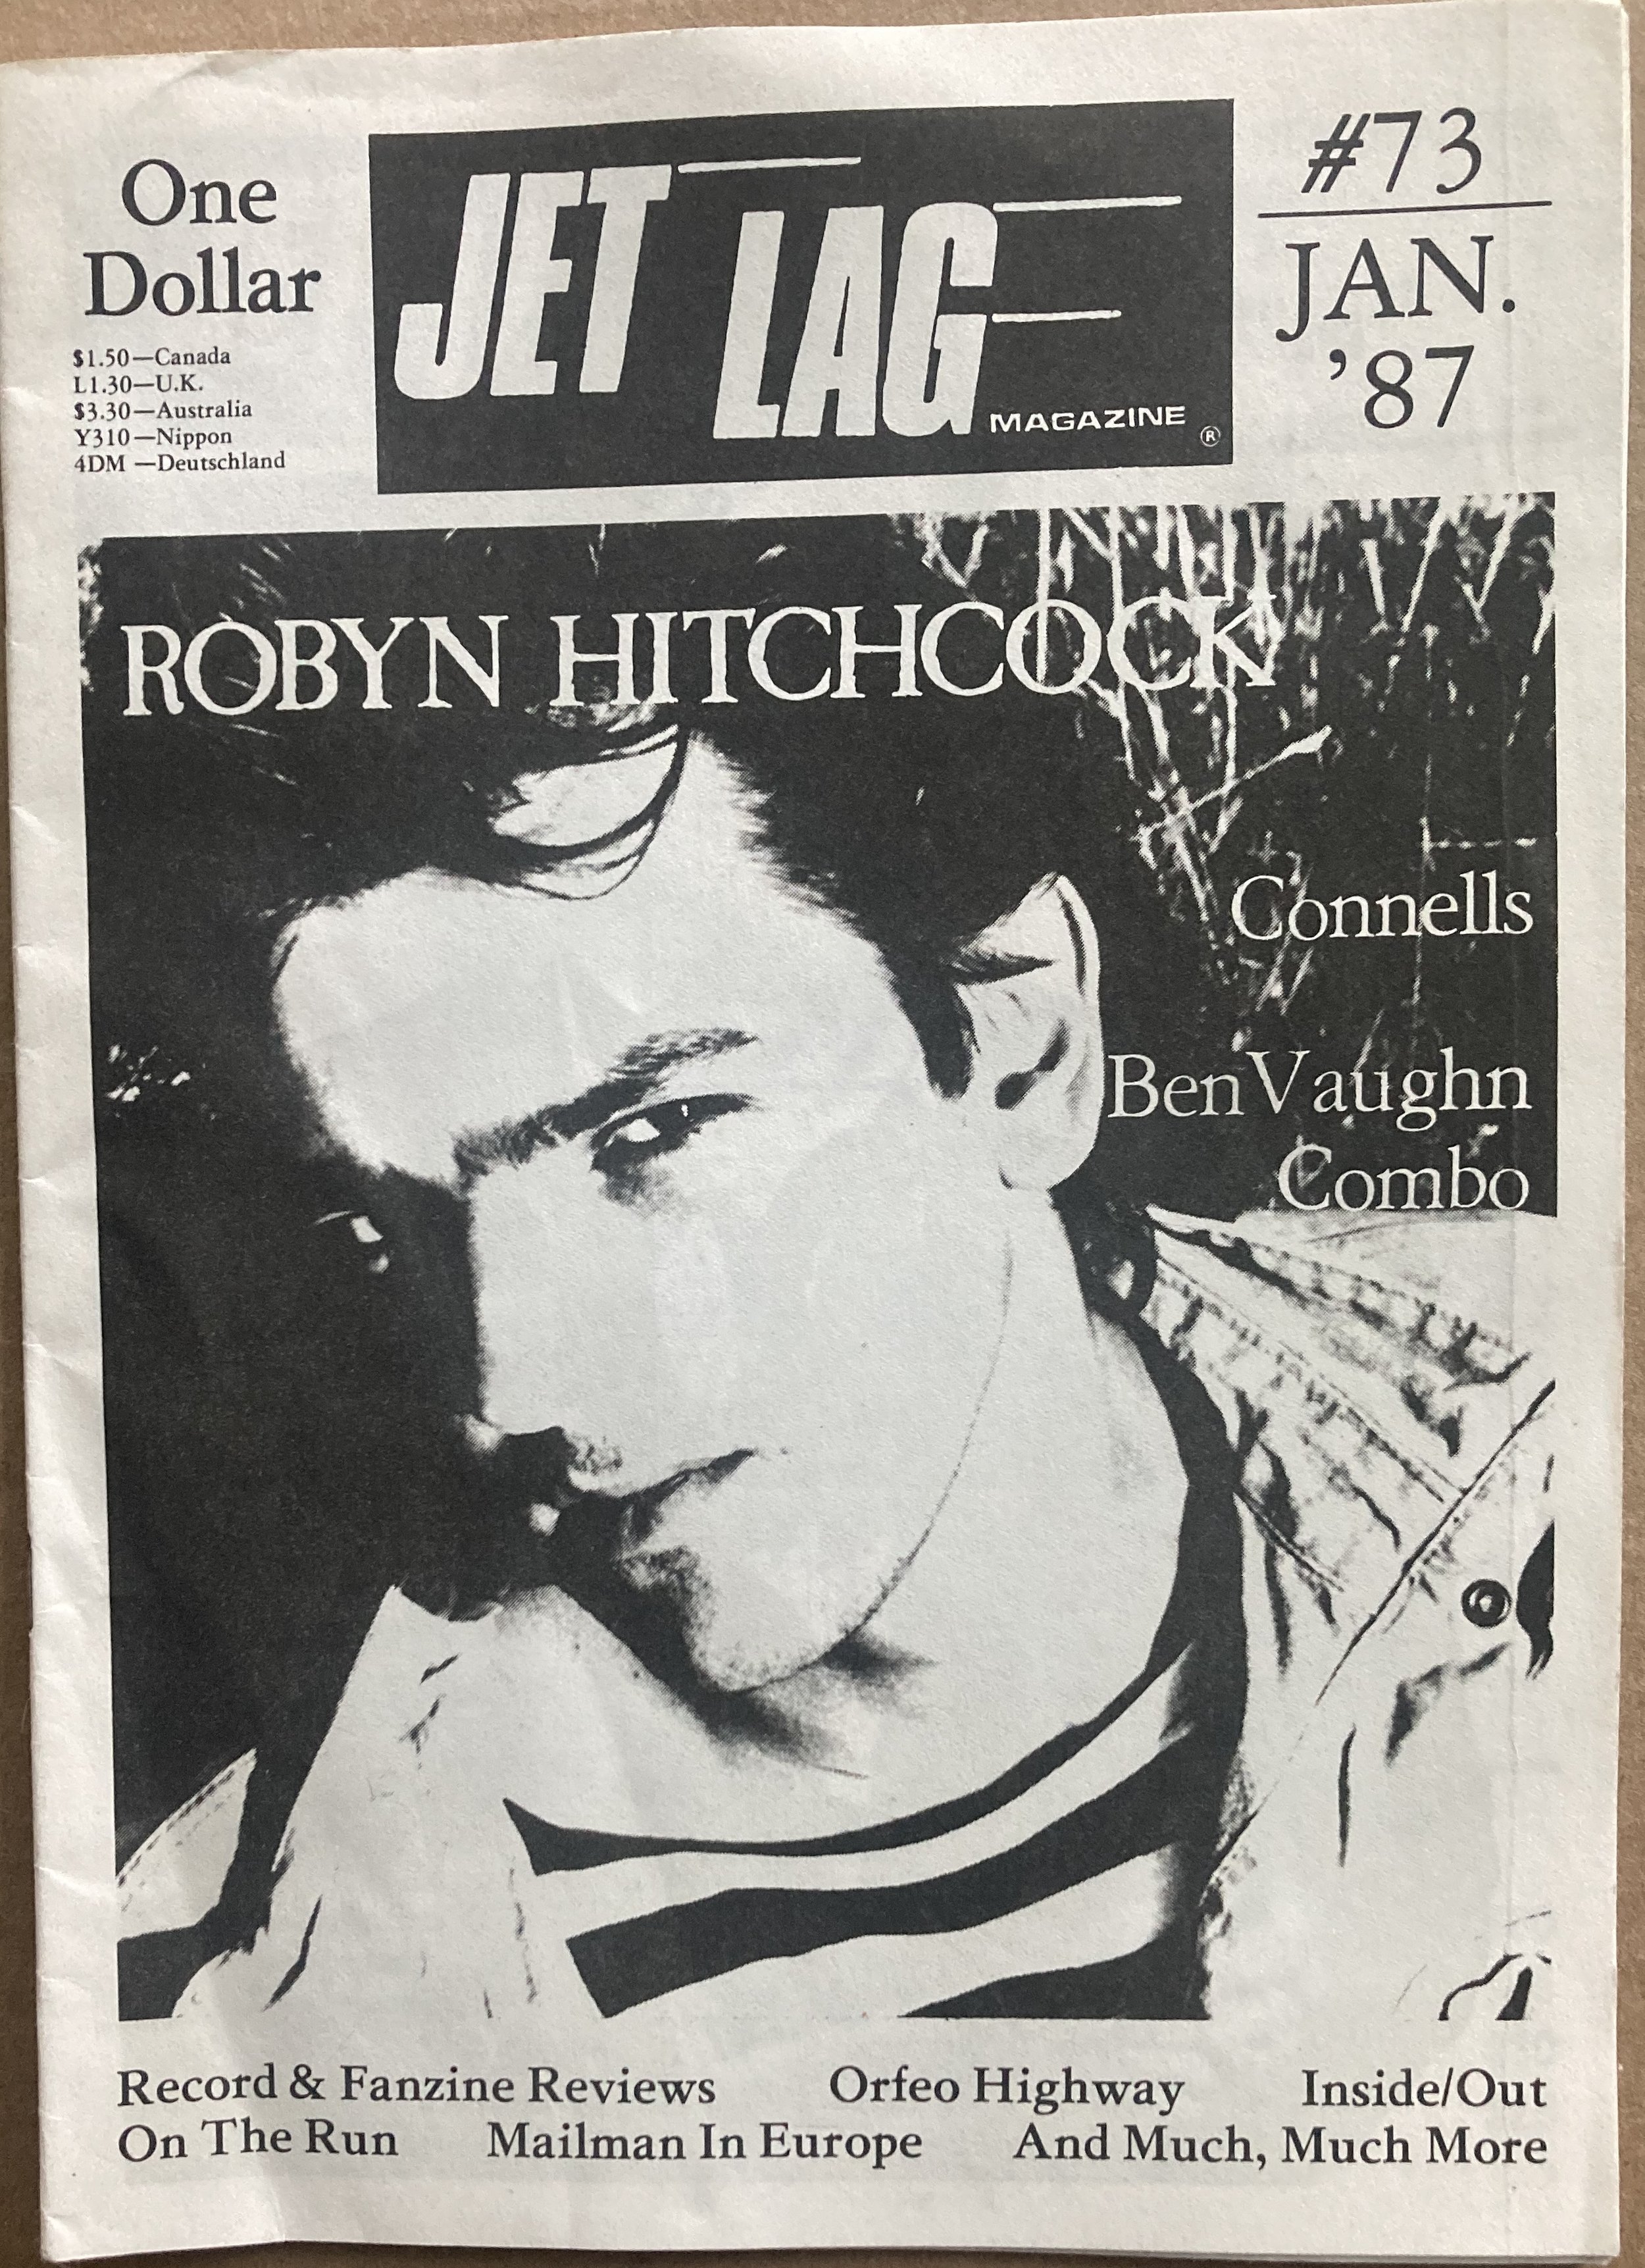 One
Dollar
$1.50—Canada
L1.30—U.K.
$3.30—Australia
Y310—Nippon
4DM —Deutschland
JET LAG
MAGAZINE ®
#73
JAN.
'87
ROBYN HITCHCOCK
Connells
Ben Vaughn
Combo
Record & Fanzine Reviews Orfeo Highway Inside/Out
On The Run Mailman In Europe And Much, Much More